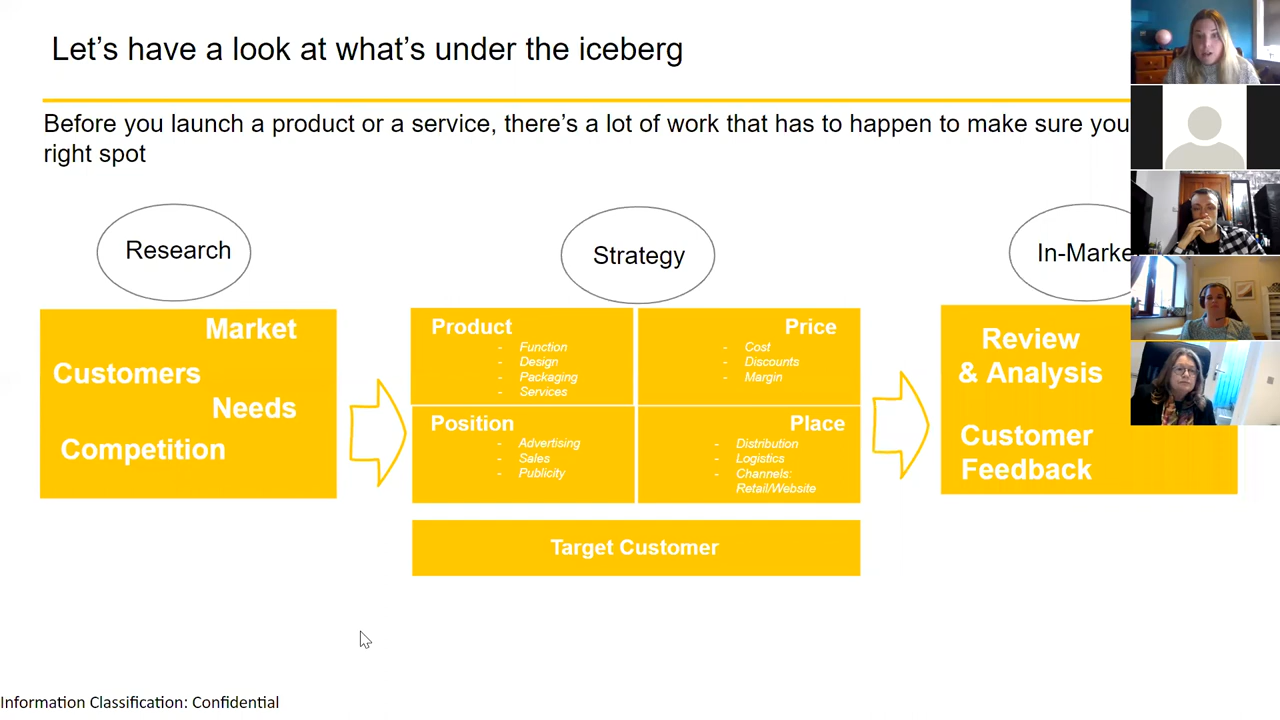 Let's have a look at what's under the iceberg
Before you launch a product or a service, there's a lot of work that has to happen to make sure you
right spot
Research
Strategy
In-Marke
Market
Customers
Needs
Competition
Product
- Function
- Design
- Packaging
- Services
Price
- Cost
- Discounts
- Margin
Position
- Advertising
- Sales
- Publicity
Place
- Distribution
- Logistics
- Channels:
Retail/Website
Target Customer
Review
& Analysis
Customer
Feedback
Information Classification: Confidential